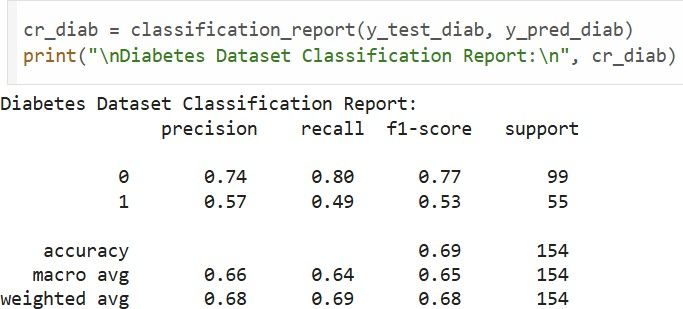 cr_diab = classification_report(y_test_diab, y_pred_diab)
print("\nDiabetes Dataset Classification Report:\n", cr_diab)
Diabetes Dataset Classification Report:
precision recall f1-score support
0 0.74 0.80 0.77 99
1 0.57 0.49 0.53 55
accuracy 0.69 154
macro avg 0.66 0.64 0.65 154
weighted avg 0.68 0.69 0.68 154